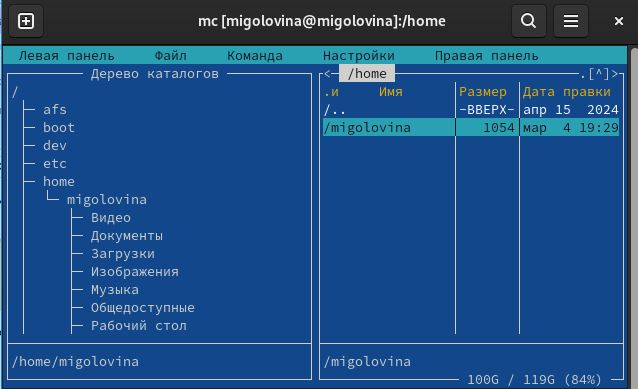 mc [migolovina@migolovina]:/home
Левая панель Файл Команда Настройки Правая панель
Дерево каталогов
/
afs
boot
dev
etc
home
migolovina
Видео
Документы
Загрузки
Изображения
Музыка
Общедоступные
Рабочий стол
/home/migolovina
<─ /home .[^]>
.и Имя Размер Дата правки
/.. -ВВЕРХ- апр 15 2024
/migolovina 1054 мар 4 19:29
/migolovina
100G / 119G (84%)